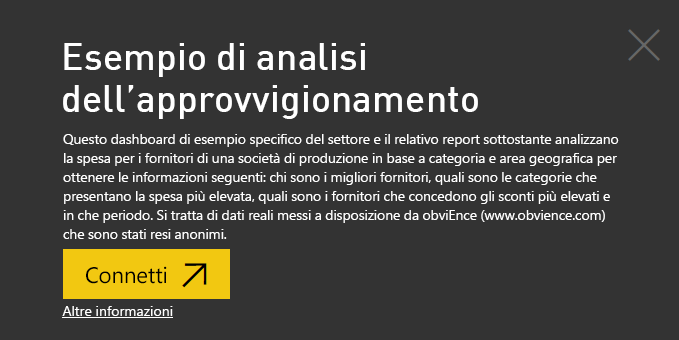 Esempio di analisi
dell'approvvigionamento
Questo dashboard di esempio specifico del settore e il relativo report sottostante analizzano
la spesa per i fornitori di una società di produzione in base a categoria e area geografica per
ottenere le informazioni seguenti: chi sono i migliori fornitori, quali sono le categorie che
presentano la spesa più elevata, quali sono i fornitori che concedono gli sconti più elevati e
in che periodo. Si tratta di dati reali messi a disposizione da obviEnce (www.obvience.com)
che sono stati resi anonimi.
Connetti
Altre informazioni